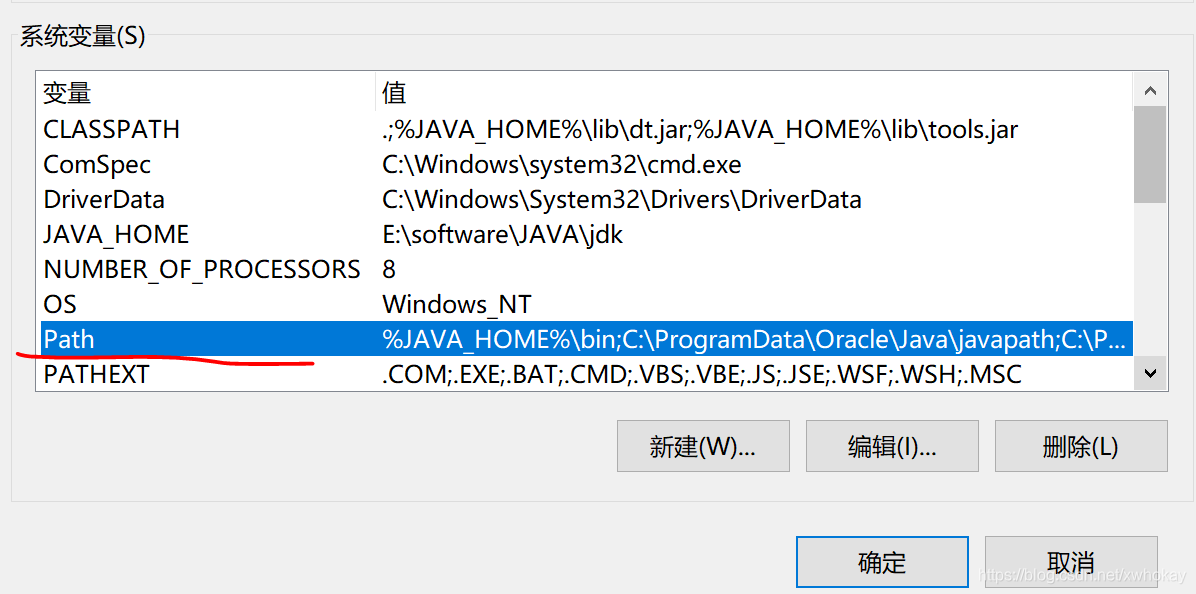 系统变量(S)
变量 值
CLASSPATH .;%JAVA_HOME%\lib\dt.jar;%JAVA_HOME%\lib\tools.jar
ComSpec C:\Windows\system32\cmd.exe
DriverData C:\Windows\System32\Drivers\DriverData
JAVA_HOME E:\software\JAVA\jdk
NUMBER_OF_PROCESSORS 8
OS Windows_NT
Path %JAVA_HOME%\bin;C:\ProgramData\Oracle\Java\javapath;C:\P...
PATHEXT .COM;.EXE;.BAT;.CMD;.VBS;.VBE;.JS;.JSE;.WSF;.WSH;.MSC
新建(W)... 编辑(I)... 删除(L)
确定 取消
https://blog.csdn.net/xwhokay